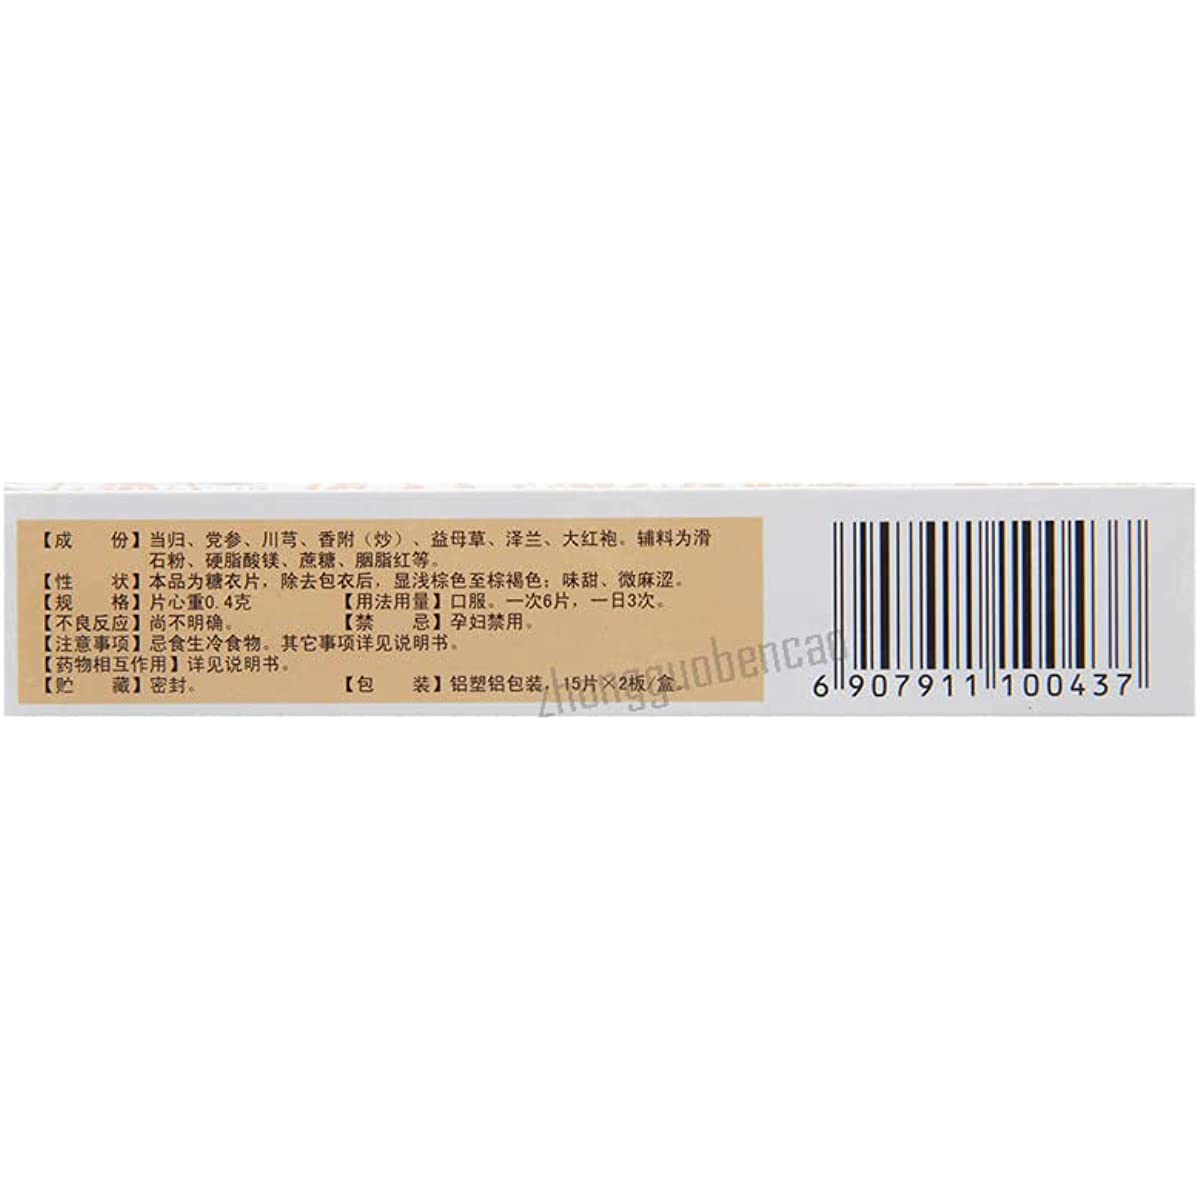 【成　　份】当归、党参、川芎、香附（炒）、益母草、泽兰、大红袍。辅料为滑
石粉、硬脂酸镁、蔗糖、胭脂红等。
【性　　状】本品为糖衣片，除去包衣后，显浅棕色至棕褐色；味甜、微麻涩。
【规　　格】片心重0.4克　【用法用量】口服。一次6片，一日3次。
【不良反应】尚不明确。　【禁　　忌】孕妇禁用。
【注意事项】忌食生冷食物。其它事项详见说明书。
【药物相互作用】详见说明书。
【贮　　藏】密封。　【包　　装】铝塑铝包装，15片×2板/盒
zhongguobencao
6 907911 100437